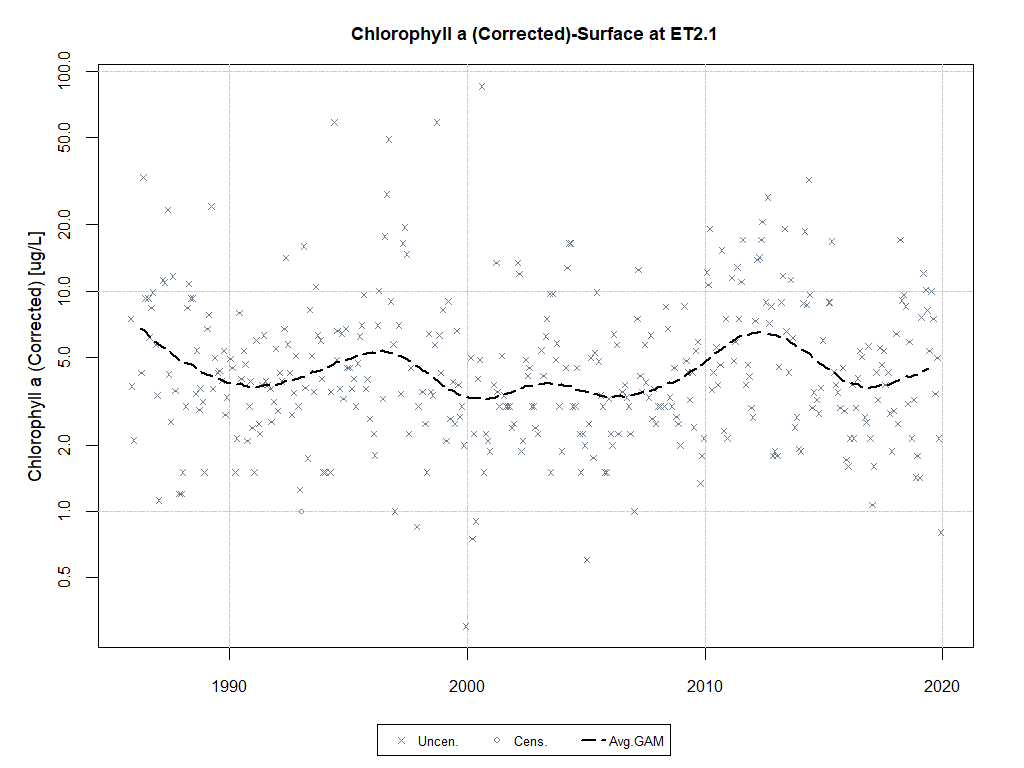 Chlorophyll a (Corrected)-Surface at ET2.1
Chlorophyll a (Corrected) [ug/L]
100.0
50.0
20.0
10.0
5.0
2.0
1.0
0.5
1990 2000 2010 2020
Uncen. Cens. Avg.GAM